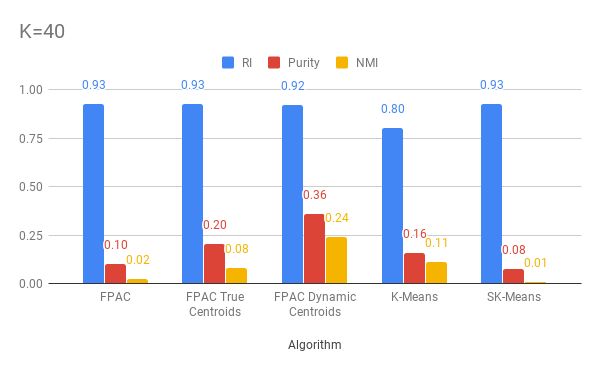 K=40
RI Purity NMI
1.00
0.75
0.50
0.25
0.00
0.93 0.10 0.02
0.93 0.20 0.08
0.92 0.36 0.24
0.80 0.16 0.11
0.93 0.08 0.01
FPAC
FPAC True
Centroids
FPAC Dynamic
Centroids
K-Means
SK-Means
Algorithm